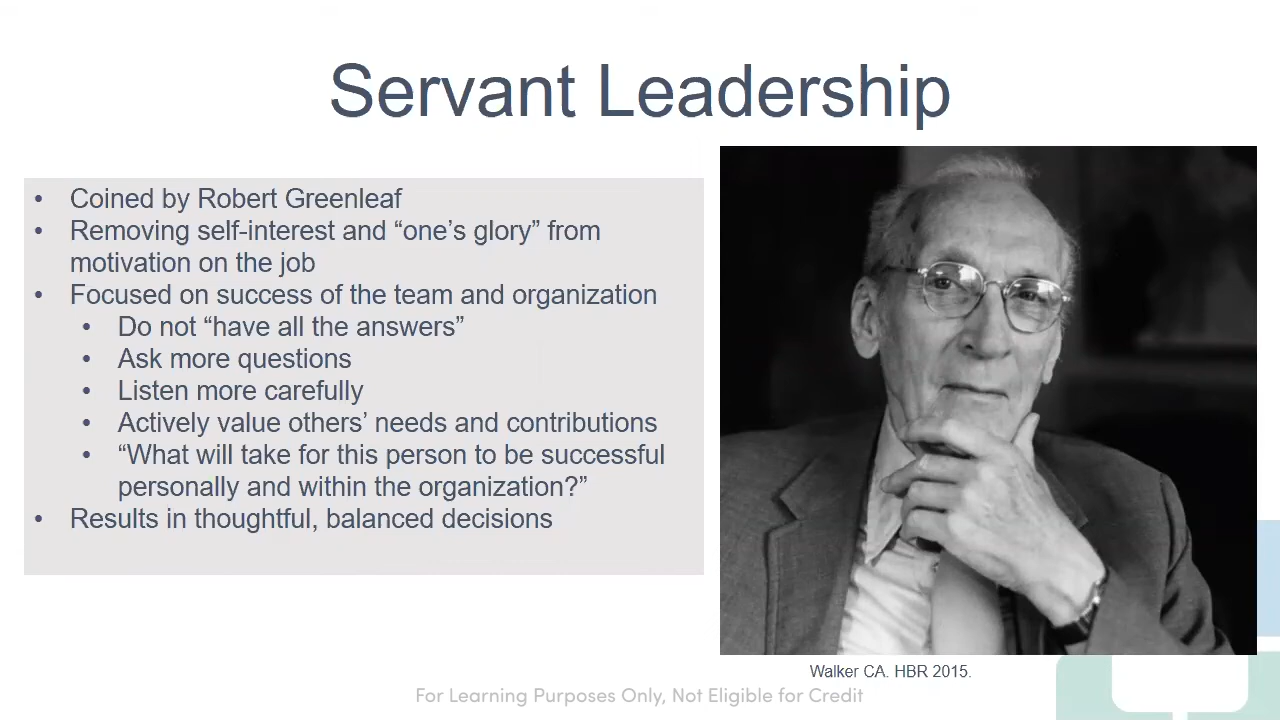 Servant Leadership
• Coined by Robert Greenleaf
• Removing self-interest and “one’s glory” from
motivation on the job
• Focused on success of the team and organization
• Do not “have all the answers”
• Ask more questions
• Listen more carefully
• Actively value others’ needs and contributions
• “What will take for this person to be successful
personally and within the organization?”
• Results in thoughtful, balanced decisions
Walker CA. HBR 2015.
For Learning Purposes Only, Not Eligible for Credit